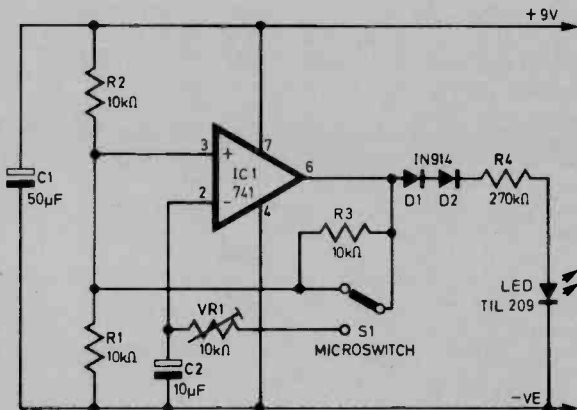 +9V
R2
10kΩ
3
+
7
IC1
741
6
2
-
4
C1
50µF
IN914
D1
D2
R4
270kΩ
R3
10kΩ
LED
TIL 209
VR1
10kΩ
S1
MICROSWITCH
R1
10kΩ
C2
10µF
-VE